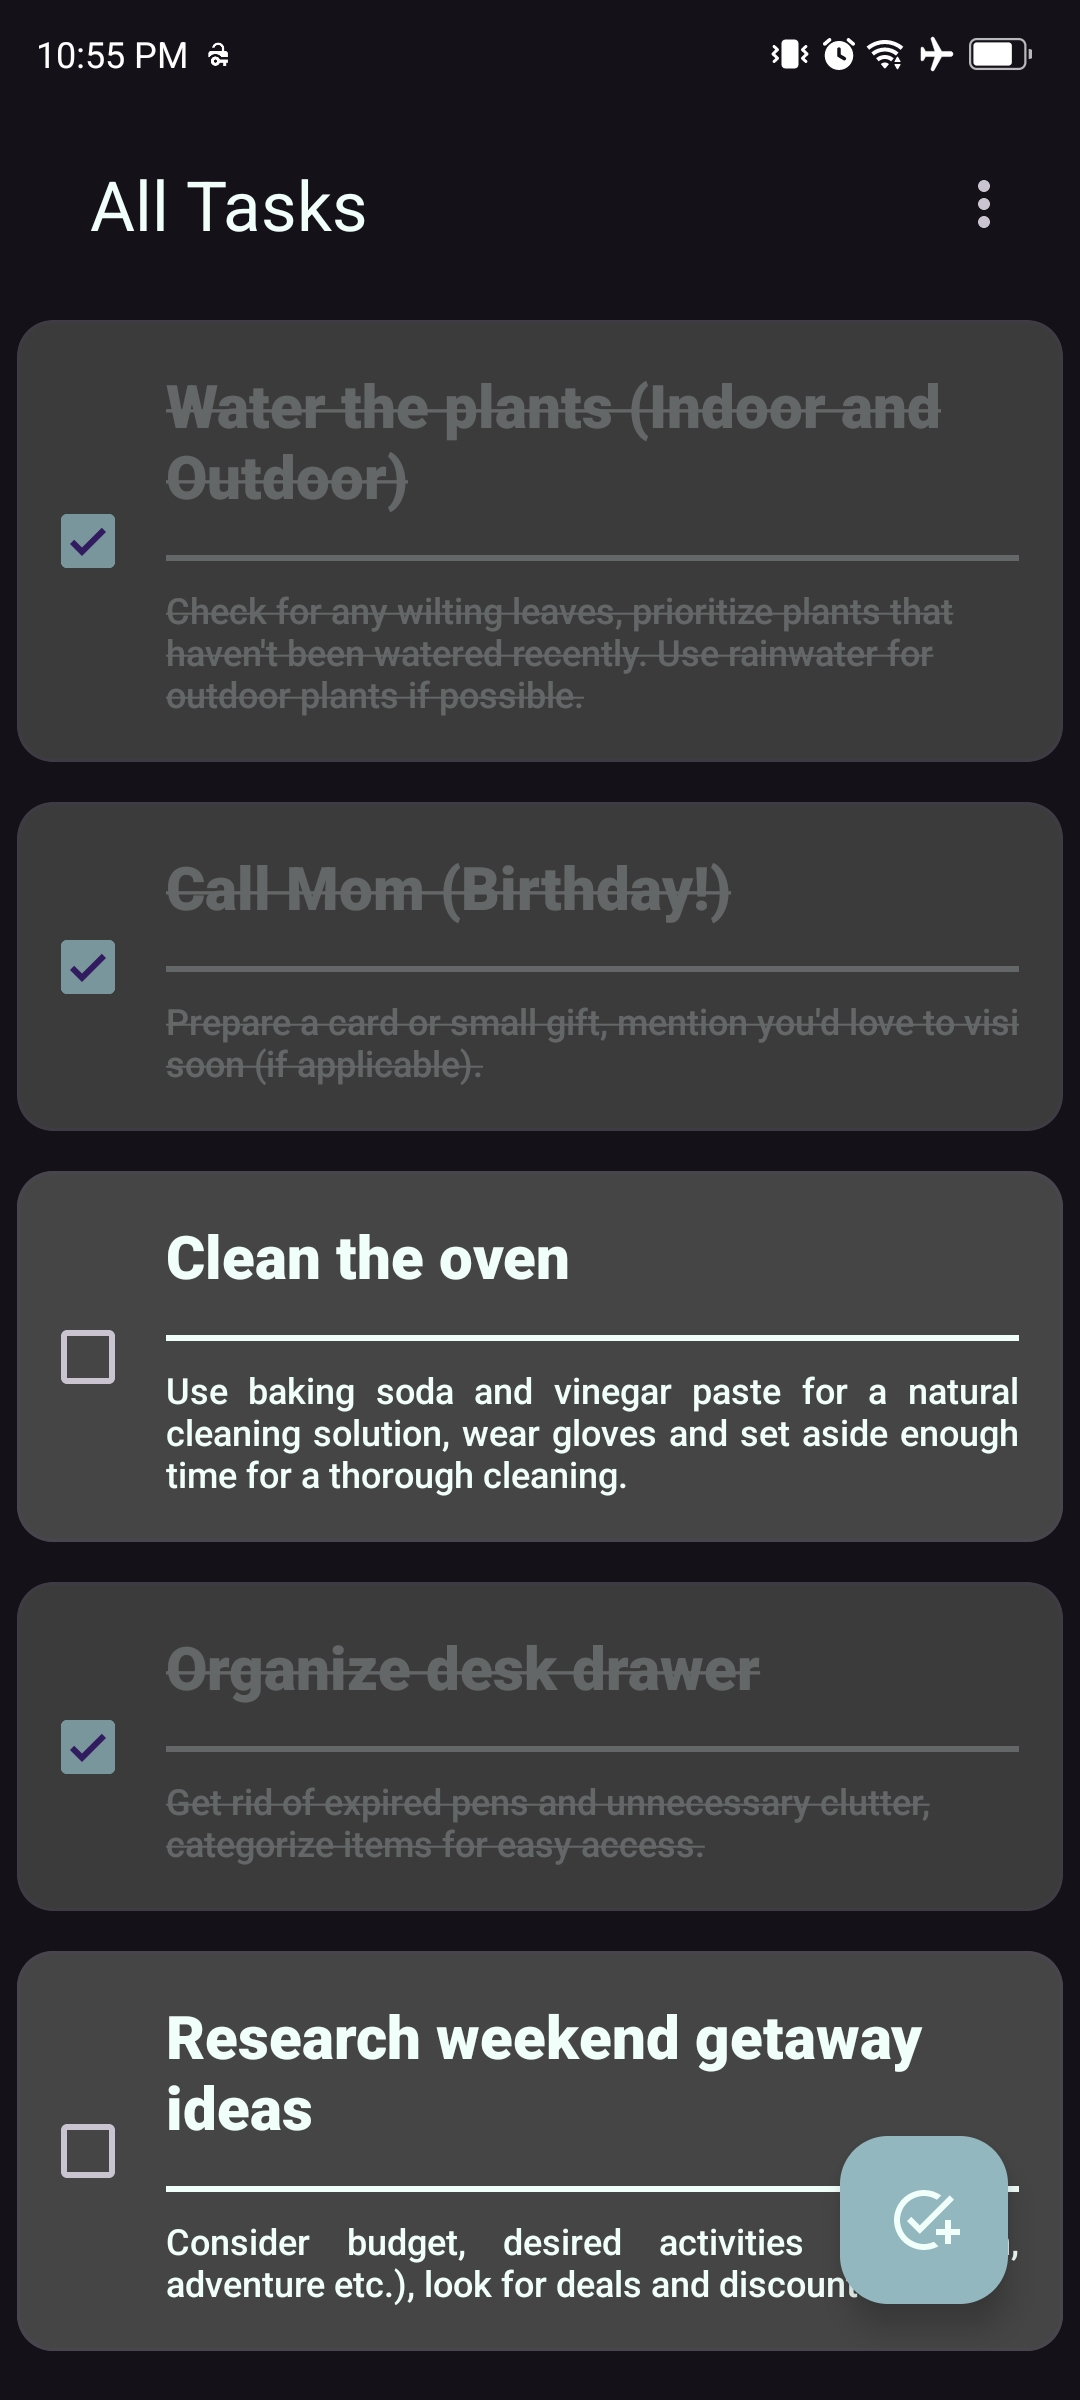 10:55 PM
All Tasks
Water the plants (Indoor and
Outdoor)
Check for any wilting leaves, prioritize plants that
haven't been watered recently. Use rainwater for
outdoor plants if possible.
Call Mom (Birthday!)
Prepare a card or small gift, mention you'd love to visi
soon (if applicable).
Clean the oven
Use baking soda and vinegar paste for a natural
cleaning solution, wear gloves and set aside enough
time for a thorough cleaning.
Organize desk drawer
Get rid of expired pens and unnecessary clutter,
categorize items for easy access.
Research weekend getaway
ideas
Consider budget, desired activities
adventure etc.), look for deals and discount